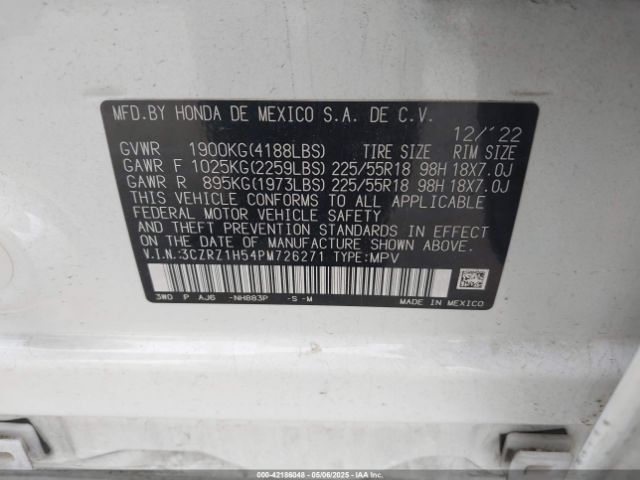 MFD.BY HONDA DE MEXICO S.A. DE C.V.
12/'22
GVWR 1900KG(4188LBS) TIRE SIZE RIM SIZE
GAWR F 1025KG(2259LBS) 225/55R18 98H 18X7.0J
GAWR R 895KG(1973LBS) 225/55R18 98H 18X7.0J
THIS VEHICLE CONFORMS TO ALL APPLICABLE
FEDERAL MOTOR VEHICLE SAFETY
AND THEFT PREVENTION STANDARDS IN
EFFECT ON THE DATE OF MANUFACTURE SHOWN ABOVE.
V.I.N.:3CZRZ1H54PM726271 TYPE:MPV
3W0 P AJ6 -NH883P -S-M
MADE IN MEXICO
000-42186048 - 05/06/2025 - IAAI.COM/CA